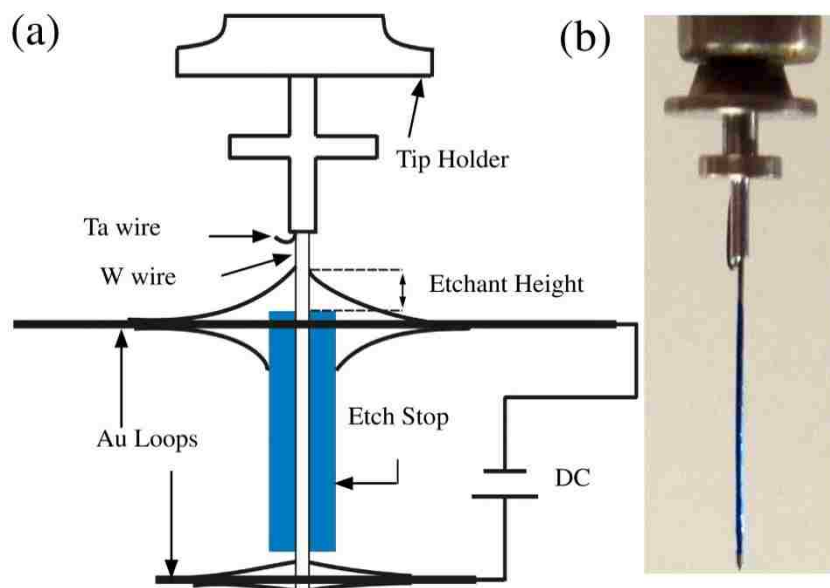 (a)
(b)
Tip Holder
Ta wire
W wire
Etchant Height
Etch Stop
Au Loops
DC